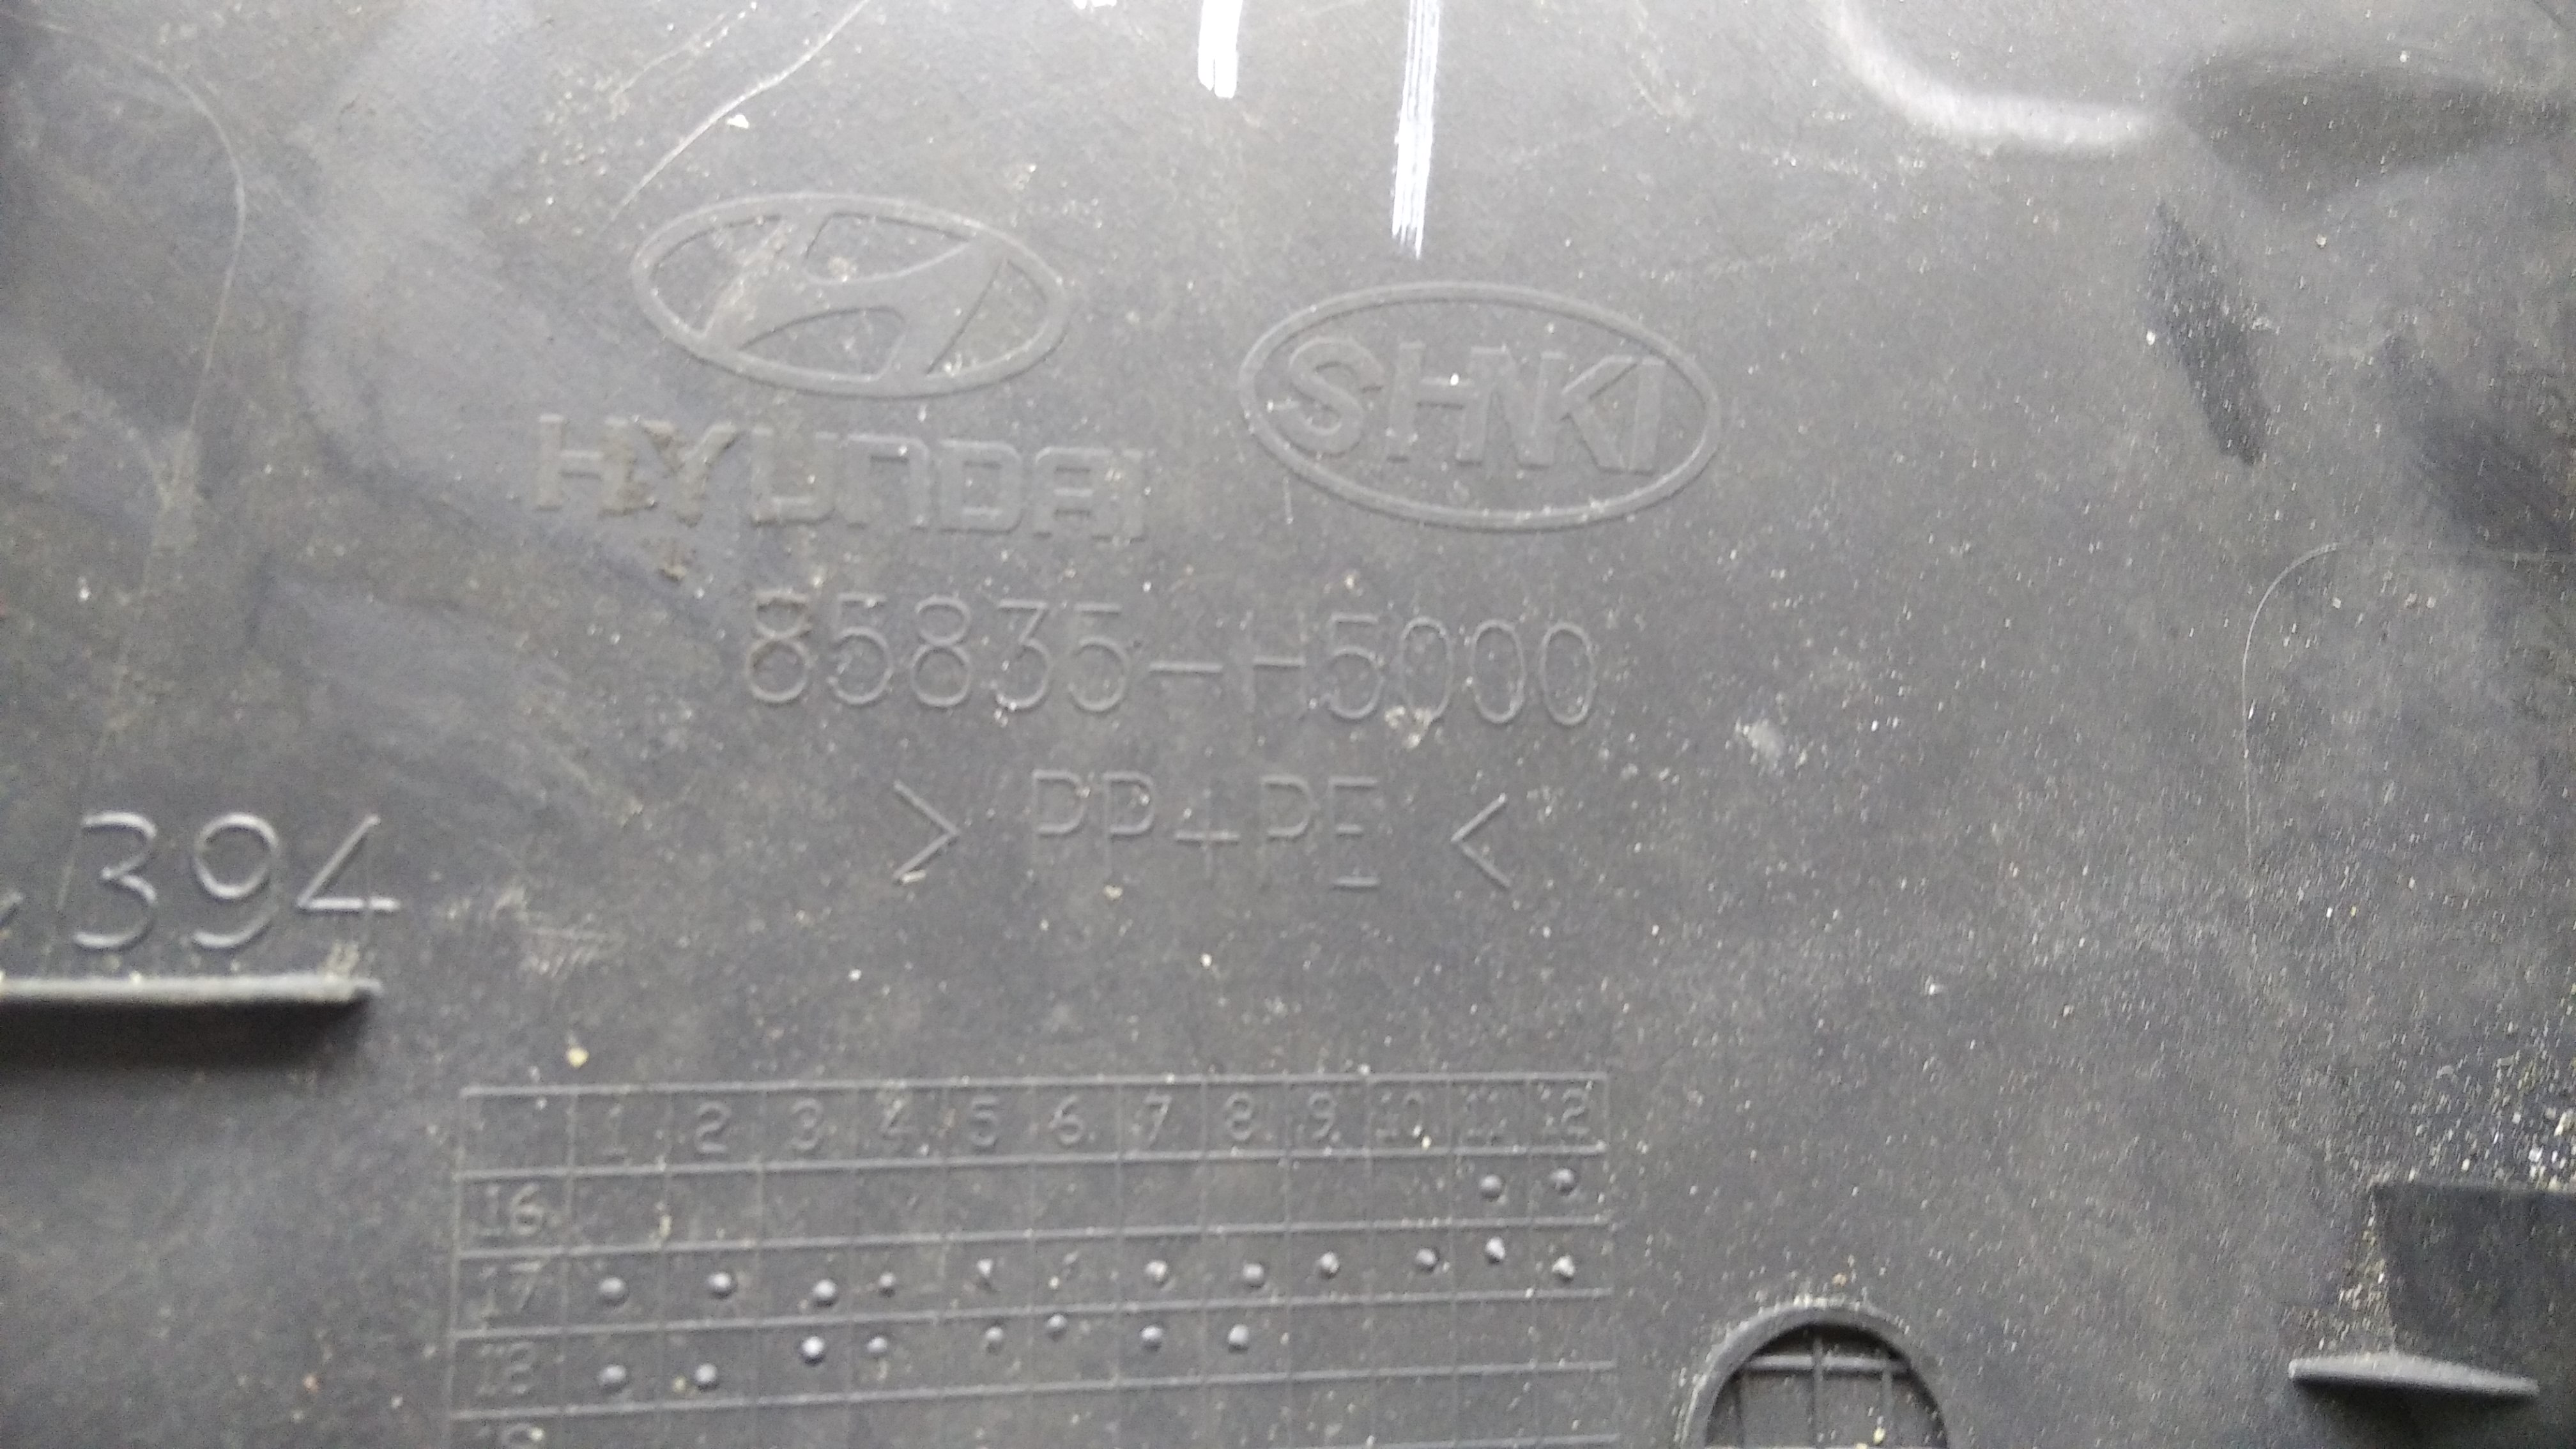 HYUNDAI
SHNKI
85835-H5000
> PP+PE <
394
1 2 3 4 5 6 7 8 9 10 11 12
16
17
18